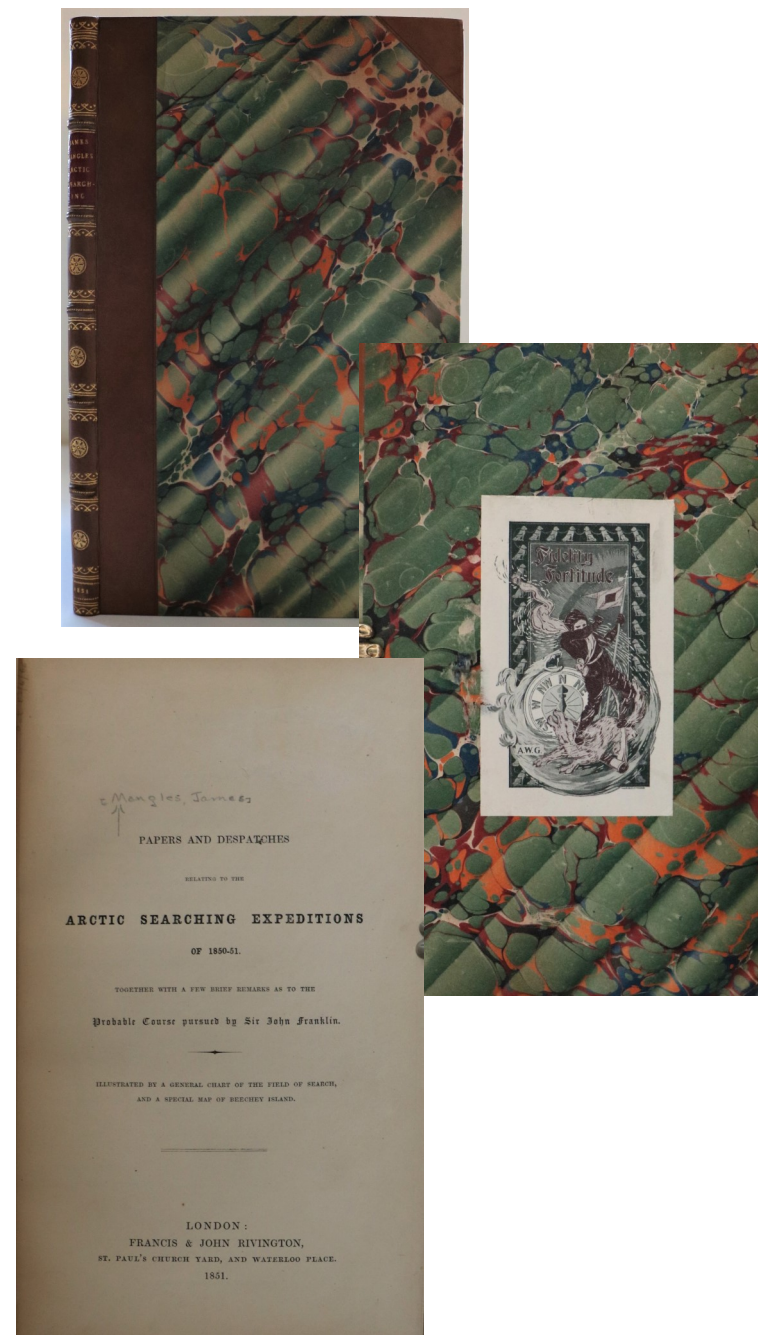 1851
Fidelity
Fortitude
W NW N NE
A.W.G.
Mangles, James
PAPERS AND DESPATCHES
RELATING TO THE
ARCTIC SEARCHING EXPEDITIONS
OF 1850-51.
TOGETHER WITH A FEW BRIEF REMARKS AS TO THE
Probable Course pursued by Sir John Franklin.
ILLUSTRATED BY A GENERAL CHART OF THE FIELD OF SEARCH,
AND A SPECIAL MAP OF BEECHEY ISLAND.
LONDON:
FRANCIS & JOHN RIVINGTON,
ST. PAUL'S CHURCH YARD, AND WATERLOO PLACE.
1851.